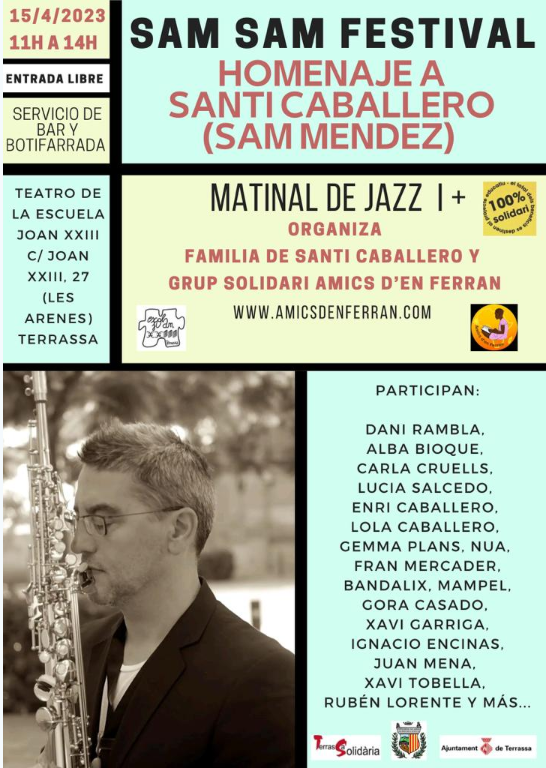 15/4/2023
11H A 14H
ENTRADA LIBRE
SERVICIO DE
BAR Y
BOTIFARRADA
SAM SAM FESTIVAL
HOMENAJE A
SANTI CABALLERO
(SAM MENDEZ)
TEATRO DE
LA ESCUELA
JOAN XXIII
C/ JOAN
XXIII, 27
(LES
ARENES)
TERRASSA
MATINAL DE JAZZ I +
100%
solidari
ORGANIZA
FAMILIA DE SANTI CABALLERO Y
GRUP SOLIDARI AMICS D'EN FERRAN
WWW.AMICSDENFERRAN.COM
PARTICIPAN:
DANI RAMBLA,
ALBA BIOQUE,
CARLA CRUELLS,
LUCIA SALCEDO,
ENRI CABALLERO,
LOLA CABALLERO,
GEMMA PLANS, NUA,
FRAN MERCADER,
BANDALIX, MAMPEL,
GORA CASADO,
XAVI GARRIGA,
IGNACIO ENCINAS,
JUAN MENA,
XAVI TOBELLA,
RUBÉN LORENTE Y MÁS...
Terrassa
Solidària
Ajuntament de Terrassa